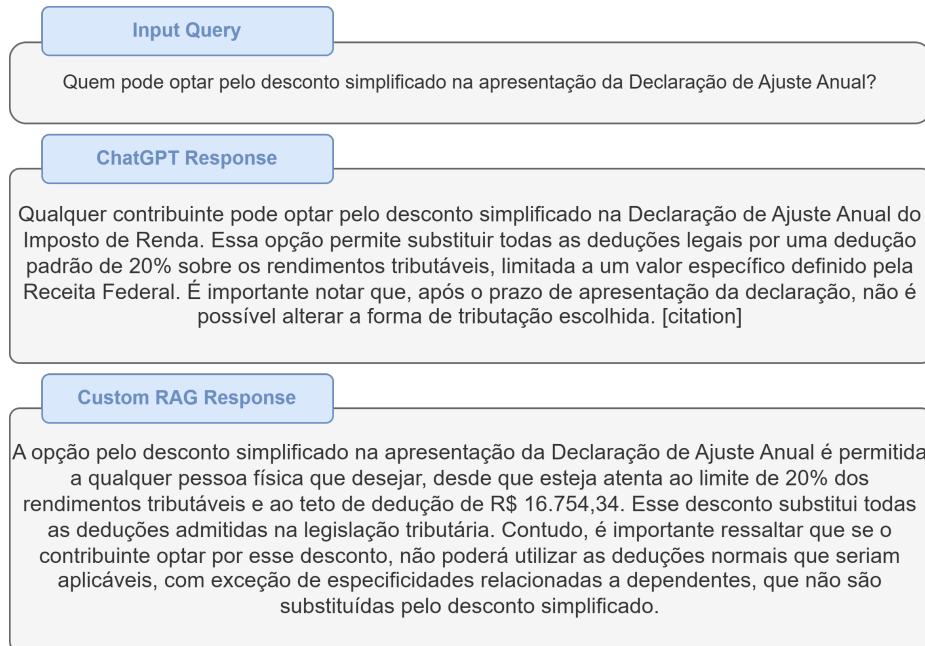 Input Query
Quem pode optar pelo desconto simplificado na apresentação da Declaração de Ajuste Anual?
ChatGPT Response
Qualquer contribuinte pode optar pelo desconto simplificado na Declaração de Ajuste Anual do
Imposto de Renda. Essa opção permite substituir todas as deduções legais por uma dedução
padrão de 20% sobre os rendimentos tributáveis, limitada a um valor específico definido pela
Receita Federal. É importante notar que, após o prazo de apresentação da declaração, não é
possível alterar a forma de tributação escolhida. [citation]
Custom RAG Response
A opção pelo desconto simplificado na apresentação da Declaração de Ajuste Anual é permitida
a qualquer pessoa física que desejar, desde que esteja atenta ao limite de 20% dos
rendimentos tributáveis e ao teto de dedução de R$ 16.754,34. Esse desconto substitui todas
as deduções admitidas na legislação tributária. Contudo, é importante ressaltar que se o
contribuinte optar por esse desconto, não poderá utilizar as deduções normais que seriam
aplicáveis, com exceção de especificidades relacionadas a dependentes, que não são
substituídas pelo desconto simplificado.